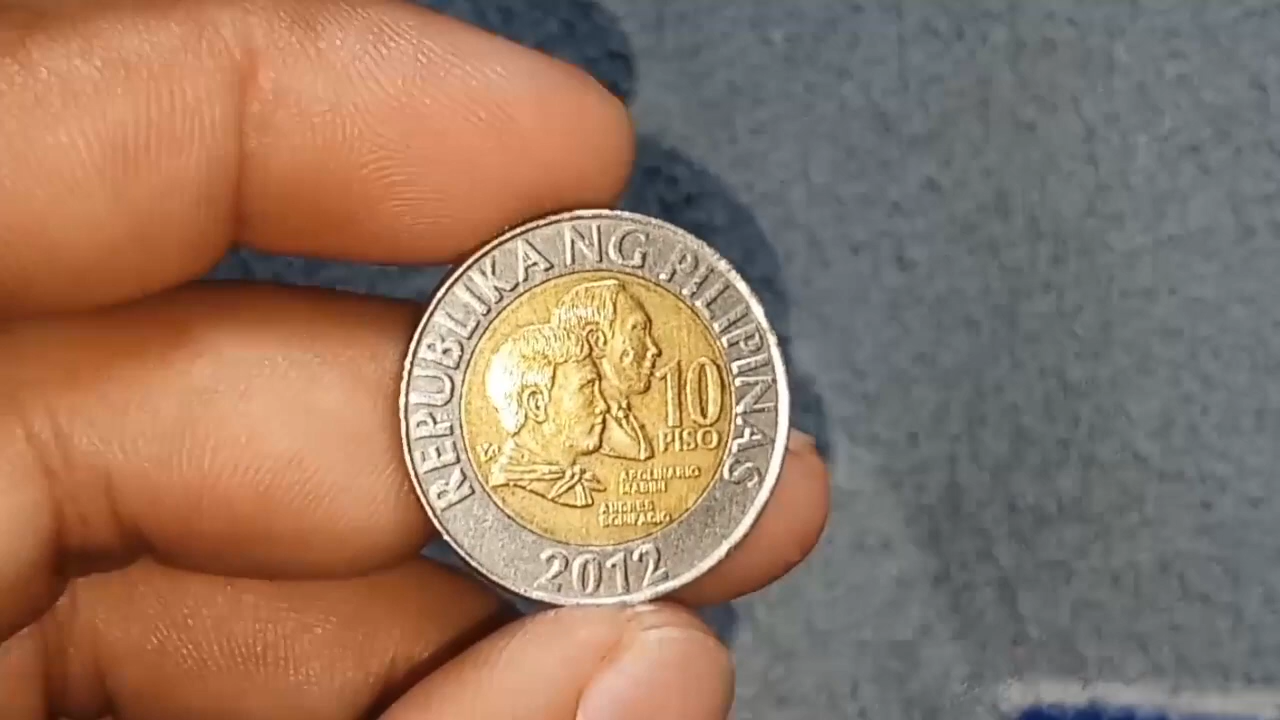 REPUBLIKA NG PILIPINAS
10
PISO
APOLINARIO
MABINI
ANDRES
BONIFACIO
2012